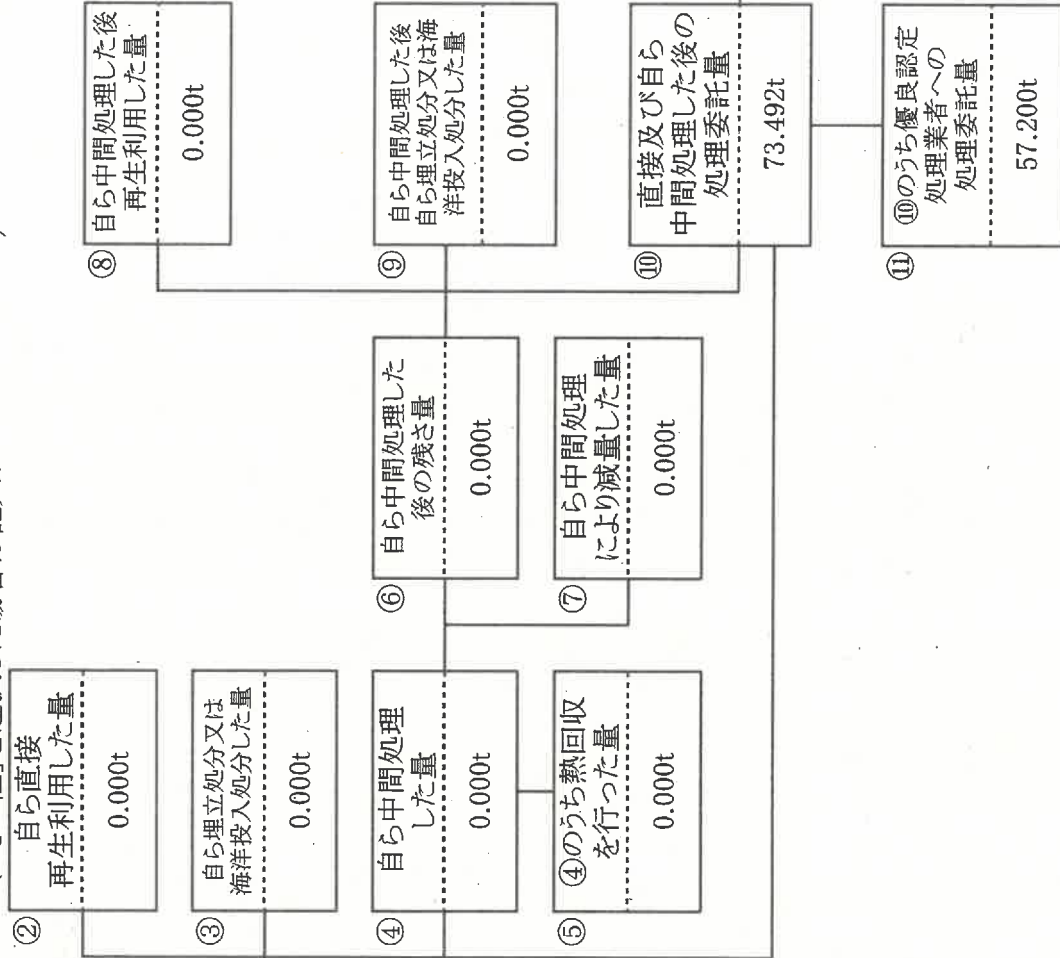 ②
自ら直接
再生利用した量
0.000t
③
自ら埋立処分又は
海洋投入処分した量
0.000t
④
自ら中間処理
した量
0.000t
⑤
④のうち熱回収
を行った量
0.000t
⑥
自ら中間処理した
後の残さ量
0.000t
⑦
自ら中間処理
により減量した量
0.000t
⑧
自ら中間処理した後
再生利用した量
0.000t
⑨
自ら中間処理した後
自ら埋立処分又は海
洋投入処分した量
0.000t
⑩
直接及び自ら
中間処理した後の
処理委託量
73.492t
⑪
⑩のうち優良認定
処理業者への
処理委託量
57.200t